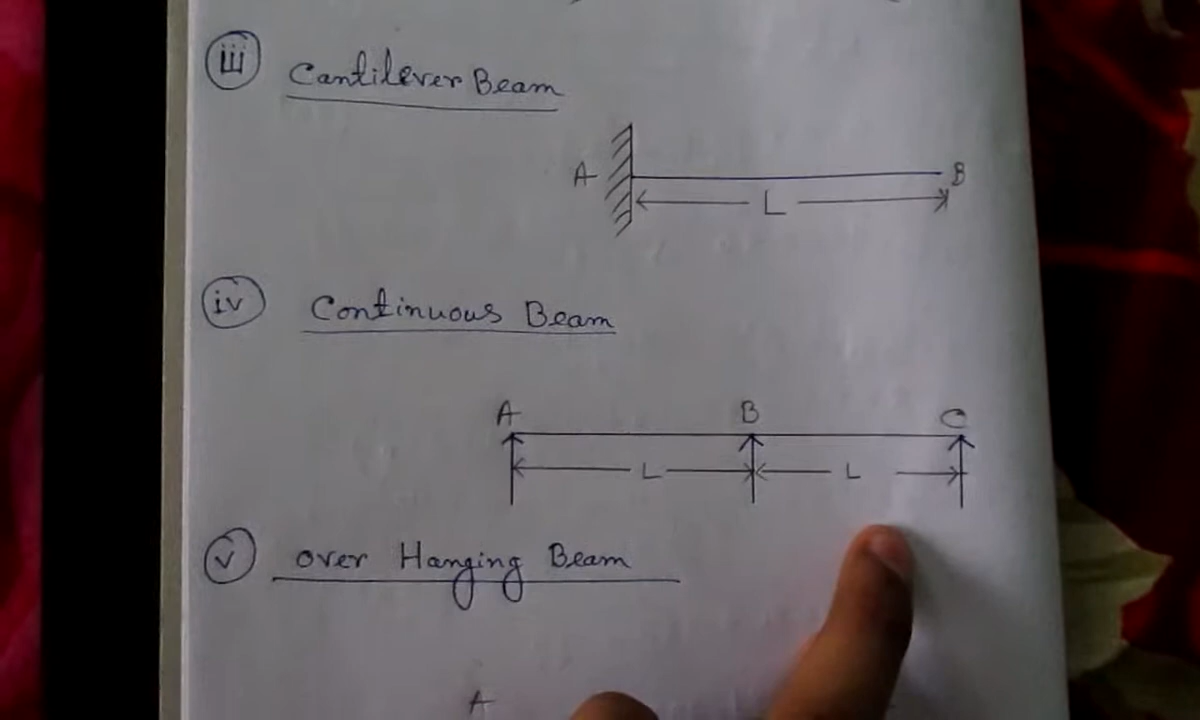 iii Cantilever Beam
A B
L
iv Continuous Beam
A B C
L L
v over Hanging Beam
A